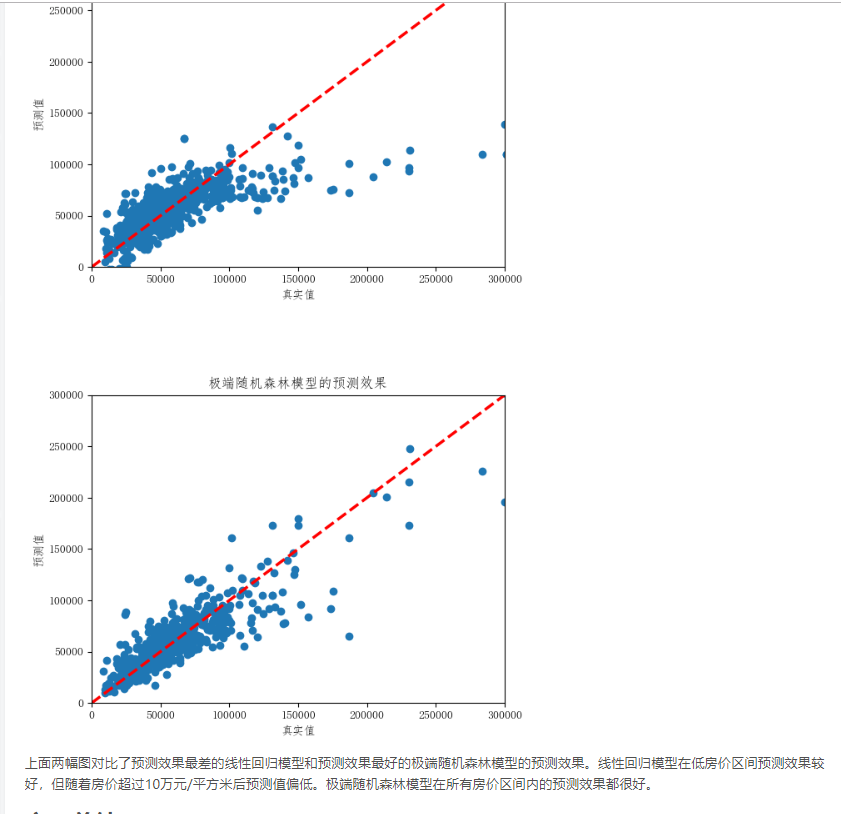 250000
200000
150000
100000
50000
0
预测值
0 50000 100000 150000 200000 250000 300000
真实值
极端随机森林模型的预测效果
300000
250000
200000
150000
100000
50000
0
预测值
0 50000 100000 150000 200000 250000 300000
真实值
上面两幅图对比了预测效果最差的线性回归模型和预测效果最好的极端随机森林模型的预测效果。线性回归模型在低房价区间预测效果较
好，但随着房价超过10万元/平方米后预测值偏低。极端随机森林模型在所有房价区间内的预测效果都很好。